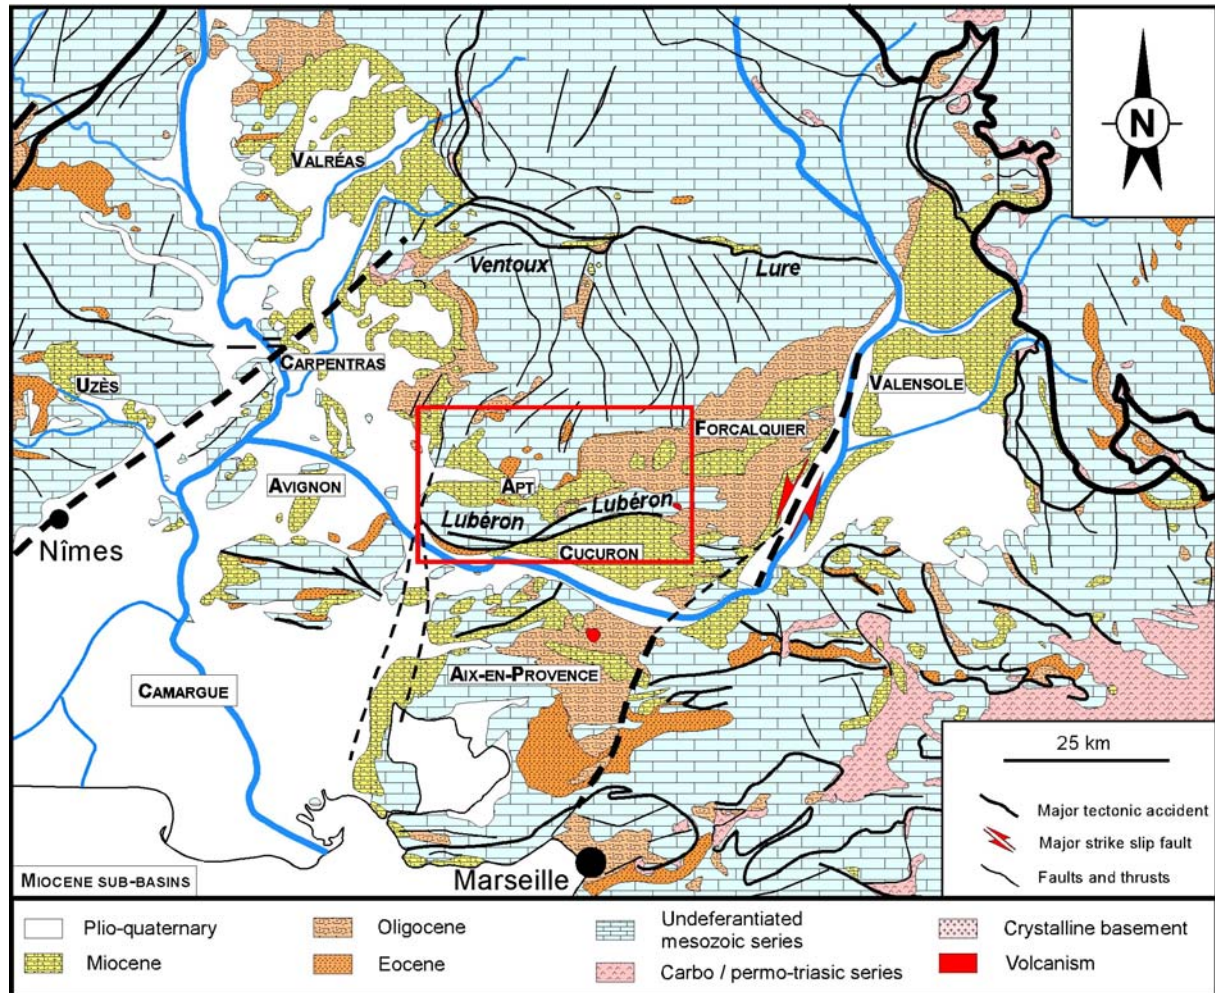 N
VALRÉAS
Ventoux
Lure
CARPENTRAS
UZÈS
VALENSOLE
FORCALQUIER
AVIGNON
APT
Lubéron
Lubéron
Nîmes
CUCURON
AIX-EN-PROVENCE
CAMARGUE
25 km
Major tectonic accident
Major strike slip fault
Marseille
Faults and thrusts
MIOCENE SUB-BASINS
Plio-quaternary
Oligocene
Undeferantiated
mesozoic series
Crystalline basement
Miocene
Eocene
Carbo / permo-triasic series
Volcanism